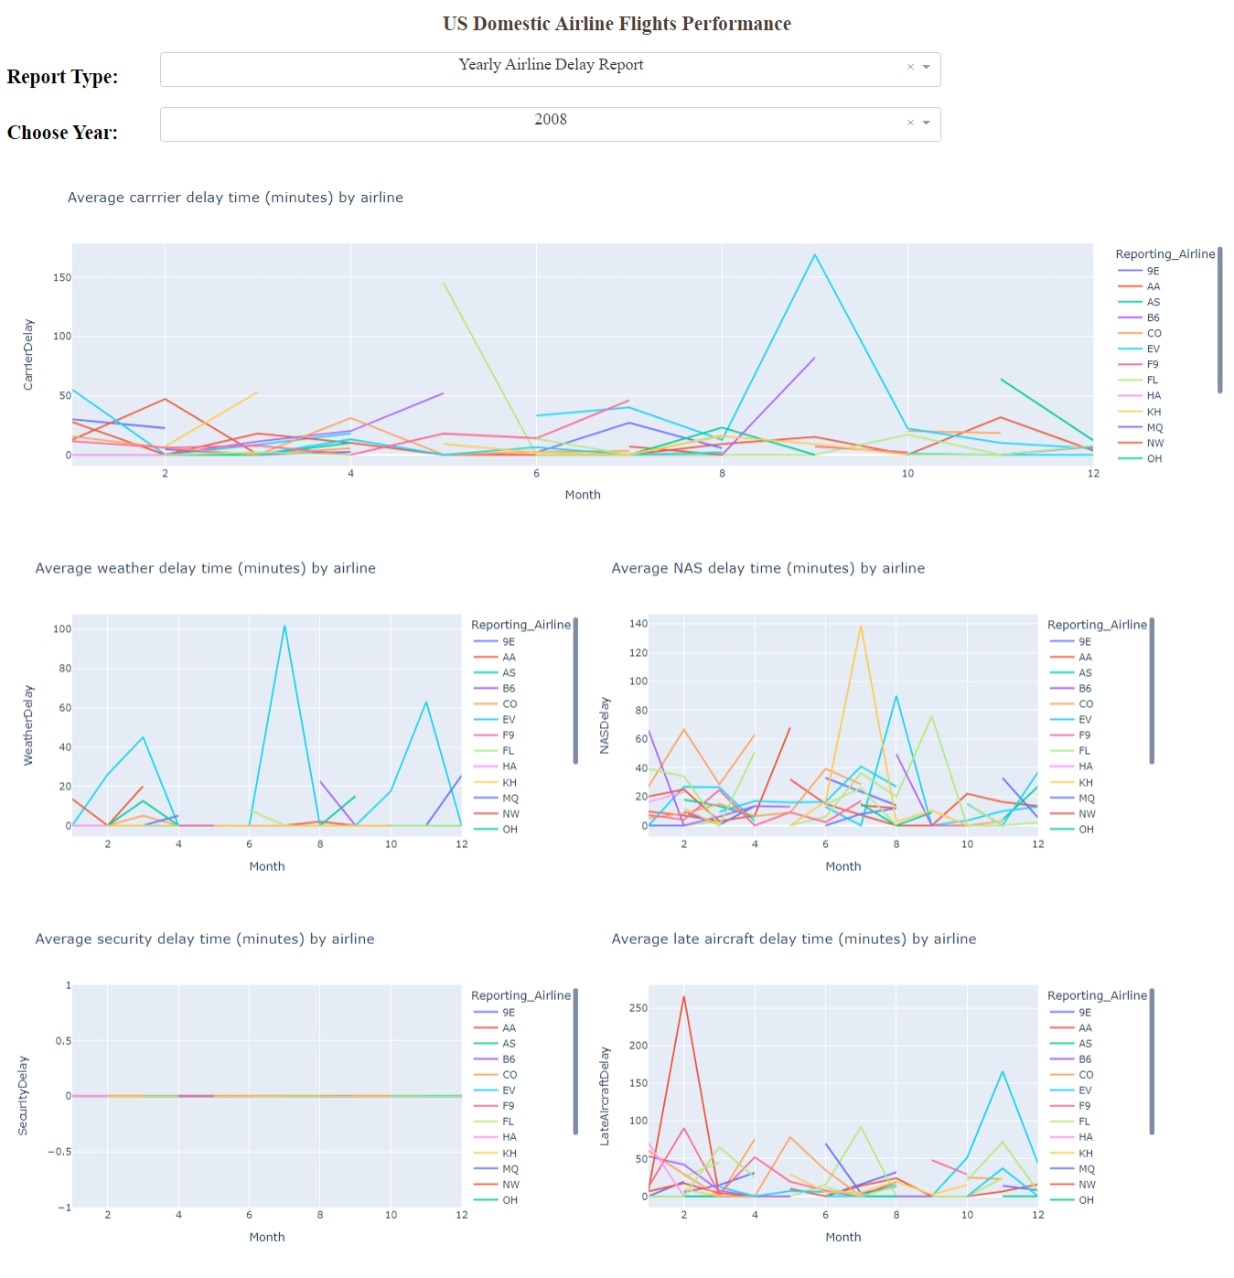 US Domestic Airline Flights Performance
Report Type:
Yearly Airline Delay Report
×
Choose Year:
2008
×
Average carrrier delay time (minutes) by airline
CarrierDelay
150
100
50
0
2
4
6
8
10
12
Month
Reporting_Airline
9E
AA
AS
B6
CO
EV
F9
FL
HA
KH
MQ
NW
OH
Average weather delay time (minutes) by airline
WeatherDelay
100
80
60
40
20
0
2
4
6
8
10
12
Month
Reporting_Airline
9E
AA
AS
B6
CO
EV
F9
FL
HA
KH
MQ
NW
OH
Average NAS delay time (minutes) by airline
NASDelay
140
120
100
80
60
40
20
0
2
4
6
8
10
12
Month
Reporting_Airline
9E
AA
AS
B6
CO
EV
F9
FL
HA
KH
MQ
NW
OH
Average security delay time (minutes) by airline
SecurityDelay
1
0.5
0
−0.5
−1
2
4
6
8
10
12
Month
Reporting_Airline
9E
AA
AS
B6
CO
EV
F9
FL
HA
KH
MQ
NW
OH
Average late aircraft delay time (minutes) by airline
LateAircraftDelay
250
200
150
100
50
0
2
4
6
8
10
12
Month
Reporting_Airline
9E
AA
AS
B6
CO
EV
F9
FL
HA
KH
MQ
NW
OH